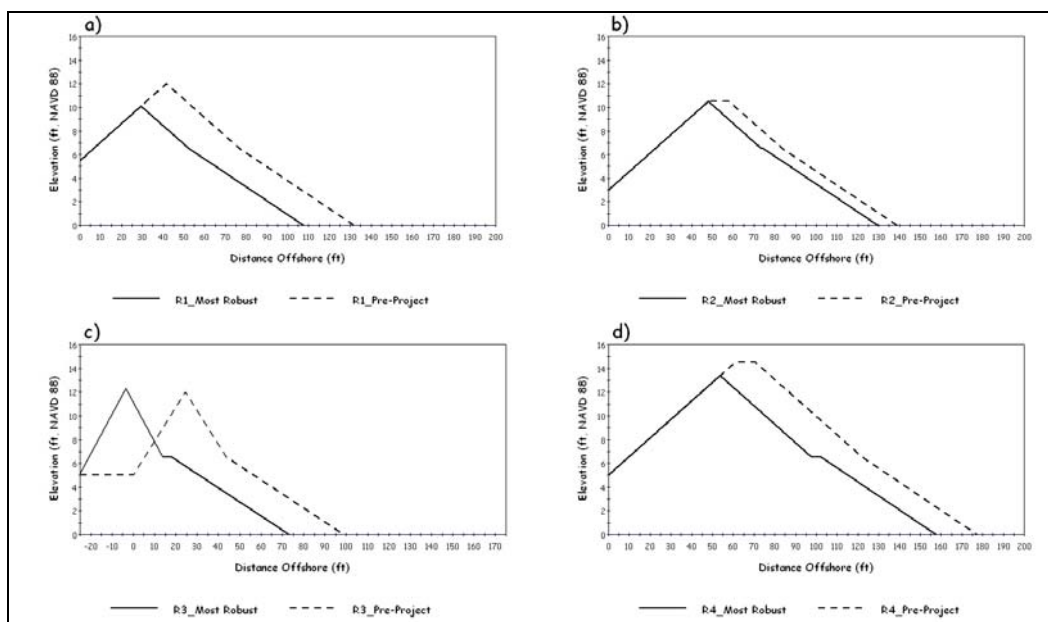 a)
Elevation (ft. NAVD 88)
16
14
12
10
8
6
4
2
0
0 10 20 30 40 50 60 70 80 90 100 110 120 130 140 150 160 170 180 190 200
Distance Offshore (ft)
R1_Most Robust R1_Pre-Project
b)
Elevation (ft. NAVD 88)
16
14
12
10
8
6
4
2
0
0 10 20 30 40 50 60 70 80 90 100 110 120 130 140 150 160 170 180 190 200
Distance Offshore (ft)
R2_Most Robust R2_Pre-Project
c)
Elevation (ft. NAVD 88)
16
14
12
10
8
6
4
2
0
-20 -10 0 10 20 30 40 50 60 70 80 90 100 110 120 130 140 150 160 170
Distance Offshore (ft)
R3_Most Robust R3_Pre-Project
d)
Elevation (ft. NAVD 88)
16
14
12
10
8
6
4
2
0
0 10 20 30 40 50 60 70 80 90 100 110 120 130 140 150 160 170 180 190 200
Distance Offshore (ft)
R4_Most Robust R4_Pre-Project